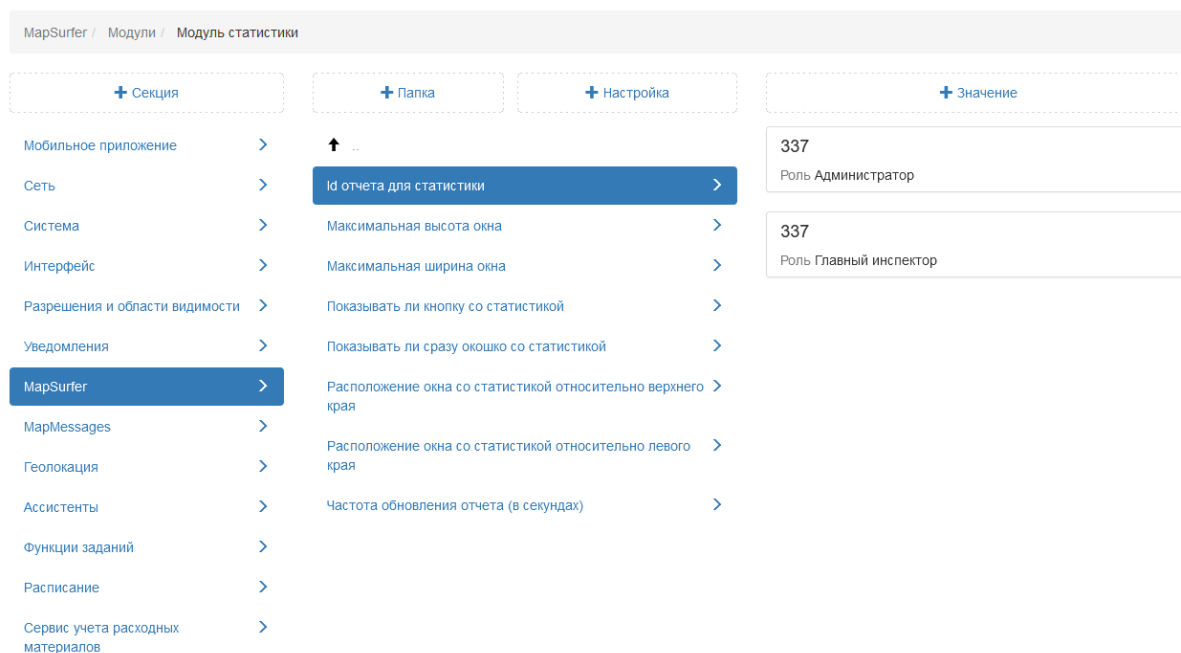 MapSurfer / Модули / Модуль статистики
+ Секция
Мобильное приложение
Сеть
Система
Интерфейс
Разрешения и области видимости
Уведомления
MapSurfer
MapMessages
Геолокация
Ассистенты
Функции заданий
Расписание
Сервис учета расходных
материалов
+ Папка
+ Настройка
..
Id отчета для статистики
Максимальная высота окна
Максимальная ширина окна
Показывать ли кнопку со статистикой
Показывать ли сразу окошко со статистикой
Расположение окна со статистикой относительно верхнего
края
Расположение окна со статистикой относительно левого
края
Частота обновления отчета (в секундах)
+ Значение
337
Роль Администратор
337
Роль Главный инспектор